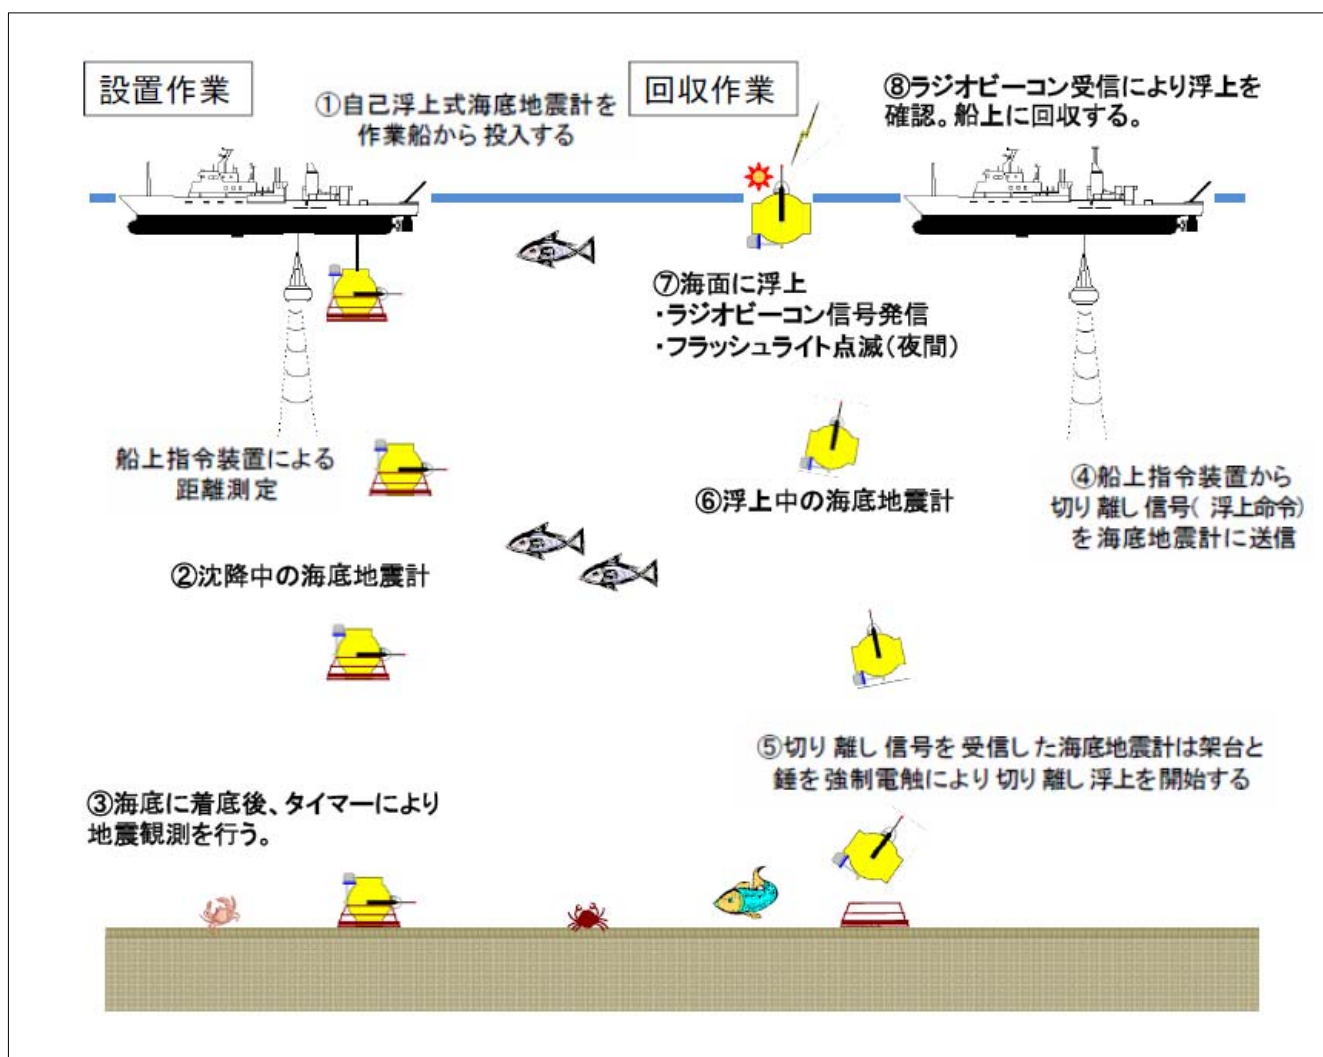 設置作業
①自己浮上式海底地震計を
作業船から投入する
船上指令装置による
距離測定
②沈降中の海底地震計
③海底に着底後、タイマーにより
地震観測を行う。
回収作業
④船上指令装置から
切り離し信号(浮上命令)
を海底地震計に送信
⑤切り離し信号を受信した海底地震計は架台と
錘を強制電触により切り離し浮上を開始する
⑥浮上中の海底地震計
⑦海面に浮上
・ラジオビーコン信号発信
・フラッシュライト点滅(夜間)
⑧ラジオビーコン受信により浮上を
確認。船上に回収する。